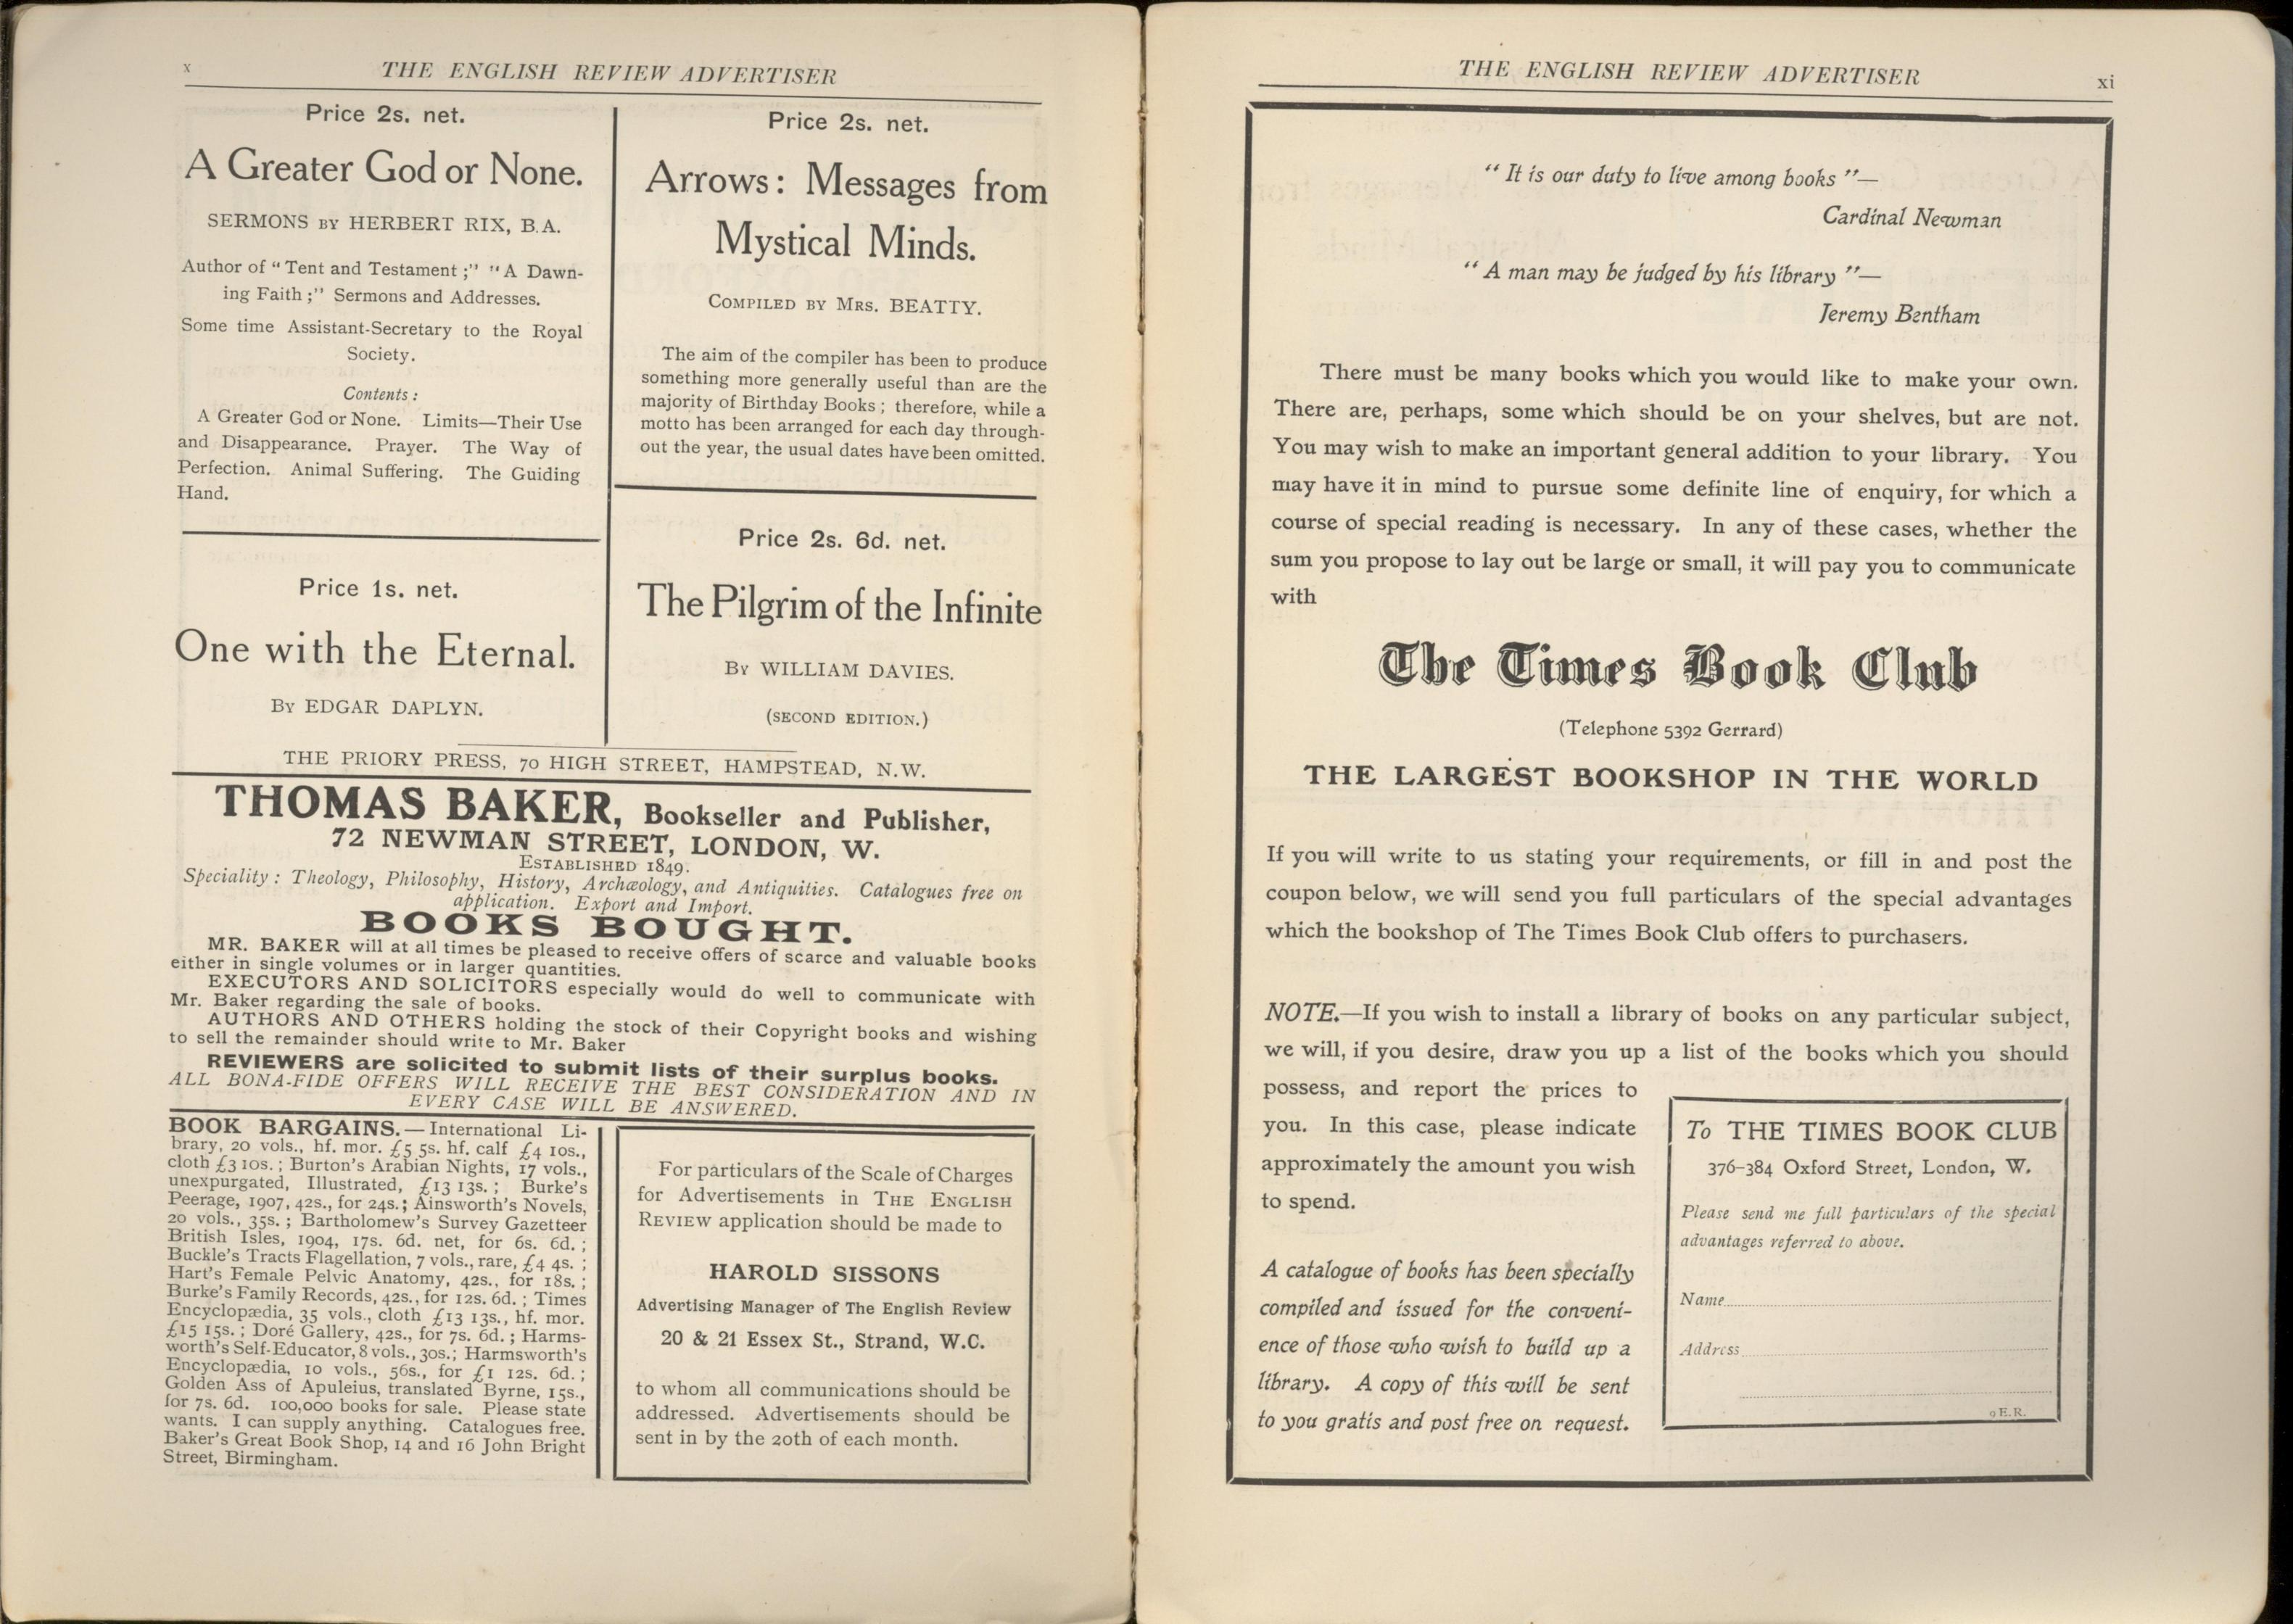 x
THE ENGLISH REVIEW ADVERTISER
Price 2s. net.
A Greater God or None.
SERMONS BY HERBERT RIX, B.A.
Author of "Tent and Testament;" "A Dawn-
ing Faith;" Sermons and Addresses.
Some time Assistant-Secretary to the Royal
Society.
Contents:
A Greater God or None. Limits—Their Use
and Disappearance. Prayer. The Way of
Perfection. Animal Suffering. The Guiding
Hand.
Price 1s. net.
One with the Eternal.
BY EDGAR DAPLYN.
Price 2s. net.
Arrows: Messages from
Mystical Minds.
COMPILED BY MRS. BEATTY.
The aim of the compiler has been to produce
something more generally useful than are the
majority of Birthday Books; therefore, while a
motto has been arranged for each day through-
out the year, the usual dates have been omitted.
Price 2s. 6d. net.
The Pilgrim of the Infinite
BY WILLIAM DAVIES.
(SECOND EDITION.)
THE PRIORY PRESS, 70 HIGH STREET, HAMPSTEAD, N.W.
THOMAS BAKER, Bookseller and Publisher,
72 NEWMAN STREET, LONDON, W.
ESTABLISHED 1849.
Speciality: Theology, Philosophy, History, Archæology, and Antiquities. Catalogues free on
application. Export and Import.
BOOKS BOUGHT.
MR. BAKER will at all times be pleased to receive offers of scarce and valuable books
either in single volumes or in larger quantities.
EXECUTORS AND SOLICITORS especially would do well to communicate with
Mr. Baker regarding the sale of books.
AUTHORS AND OTHERS holding the stock of their Copyright books and wishing
to sell the remainder should write to Mr. Baker
REVIEWERS are solicited to submit lists of their surplus books.
ALL BONA-FIDE OFFERS WILL RECEIVE THE BEST CONSIDERATION AND IN
EVERY CASE WILL BE ANSWERED.
BOOK BARGAINS.—International Li-
brary, 20 vols., hf. mor. £5 5s. hf. calf £4 10s.,
cloth £3 10s.; Burton's Arabian Nights, 17 vols.,
unexpurgated, Illustrated, £13 13s.; Burke's
Peerage, 1907, 42s., for 24s.; Ainsworth's Novels,
20 vols., 35s.; Bartholomew's Survey Gazetteer
British Isles, 1904, 17s. 6d. net, for 6s. 6d.;
Buckle's Tracts Flagellation, 7 vols., rare, £4 4s.;
Hart's Female Pelvic Anatomy, 42s., for 18s.;
Burke's Family Records, 42s., for 12s. 6d.; Times
Encyclopædia, 35 vols., cloth £13 13s., hf. mor.
£15 15s.; Doré Gallery, 42s., for 7s. 6d.; Harms-
worth's Self-Educator, 8 vols., 30s.; Harmsworth's
Encyclopædia, 10 vols., 56s., for £1 12s. 6d.;
Golden Ass of Apuleius, translated Byrne, 15s.,
for 7s. 6d. 100,000 books for sale. Please state
wants. I can supply anything. Catalogues free.
Baker's Great Book Shop, 14 and 16 John Bright
Street, Birmingham.
For particulars of the Scale of Charges
for Advertisements in THE ENGLISH
REVIEW application should be made to
HAROLD SISSONS
Advertising Manager of The English Review
20 & 21 Essex St., Strand, W.C.
to whom all communications should be
addressed. Advertisements should be
sent in by the 20th of each month.
THE ENGLISH REVIEW ADVERTISER
xi
"It is our duty to live among books"—
Cardinal Newman
"A man may be judged by his library"—
Jeremy Bentham
There must be many books which you would like to make your own.
There are, perhaps, some which should be on your shelves, but are not.
You may wish to make an important general addition to your library. You
may have it in mind to pursue some definite line of enquiry, for which a
course of special reading is necessary. In any of these cases, whether the
sum you propose to lay out be large or small, it will pay you to communicate
with
The Times Book Club
(Telephone 5392 Gerrard)
THE LARGEST BOOKSHOP IN THE WORLD
If you will write to us stating your requirements, or fill in and post the
coupon below, we will send you full particulars of the special advantages
which the bookshop of The Times Book Club offers to purchasers.
NOTE.—If you wish to install a library of books on any particular subject,
we will, if you desire, draw you up a list of the books which you should
possess, and report the prices to
you. In this case, please indicate
approximately the amount you wish
to spend.
A catalogue of books has been specially
compiled and issued for the conveni-
ence of those who wish to build up a
library. A copy of this will be sent
to you gratis and post free on request.
To THE TIMES BOOK CLUB
376-384 Oxford Street, London, W.
Please send me full particulars of the special
advantages referred to above.
Name
Address
9 E.R.